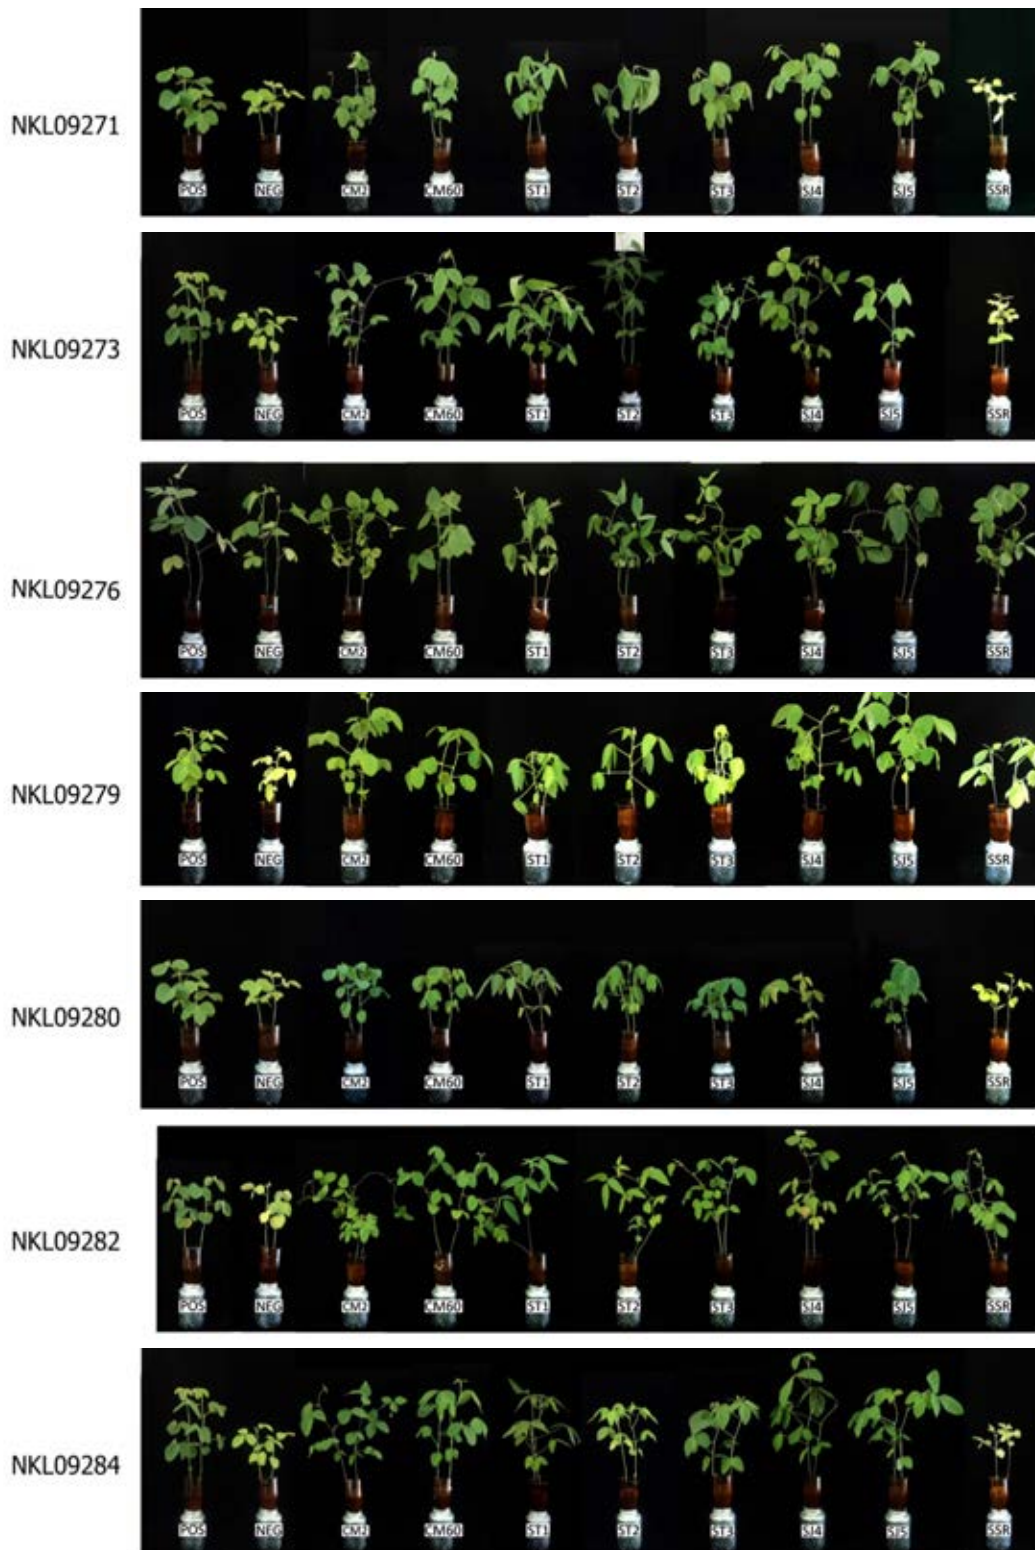 NKL09271
POS NEG CM2 CM60 ST1 ST2 ST3 SJ4 SJ5 SSR
NKL09273
POS NEG CM2 CM60 ST1 ST2 ST3 SJ4 SJ5 SSR
NKL09276
POS NEG CM2 CM60 ST1 ST2 ST3 SJ4 SJ5 SSR
NKL09279
POS NEG CM2 CM60 ST1 ST2 ST3 SJ4 SJ5 SSR
NKL09280
POS NEG CM2 CM60 ST1 ST2 ST3 SJ4 SJ5 SSR
NKL09282
POS NEG CM2 CM60 ST1 ST2 ST3 SJ4 SJ5 SSR
NKL09284
POS NEG CM2 CM60 ST1 ST2 ST3 SJ4 SJ5 SSR